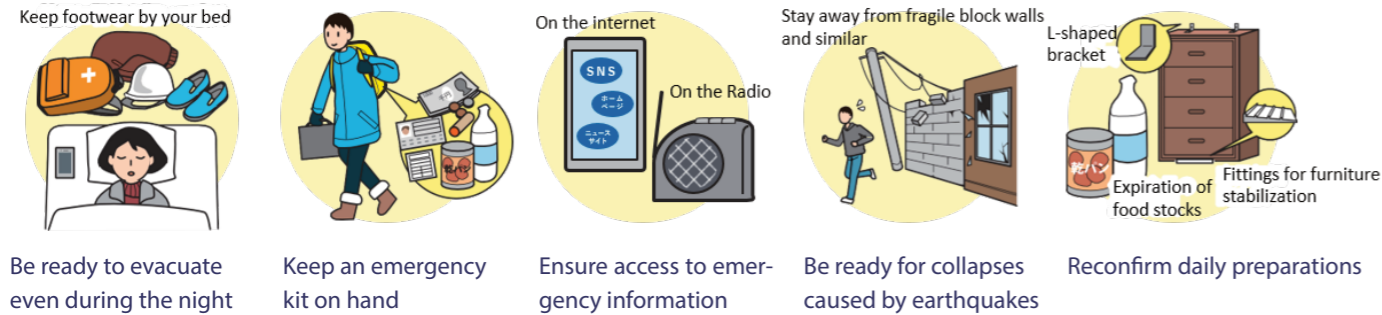 Keep footwear by your bed
On the internet
SNS
ホーム
ページ
ニュース
サイト
On the Radio
Stay away from fragile block walls
and similar
L-shaped
bracket
乾パン
Expiration of
food stocks
Fittings for furniture
stabilization
Be ready to evacuate
even during the night
Keep an emergency
kit on hand
Ensure access to emer-
gency information
Be ready for collapses
caused by earthquakes
Reconfirm daily preparations